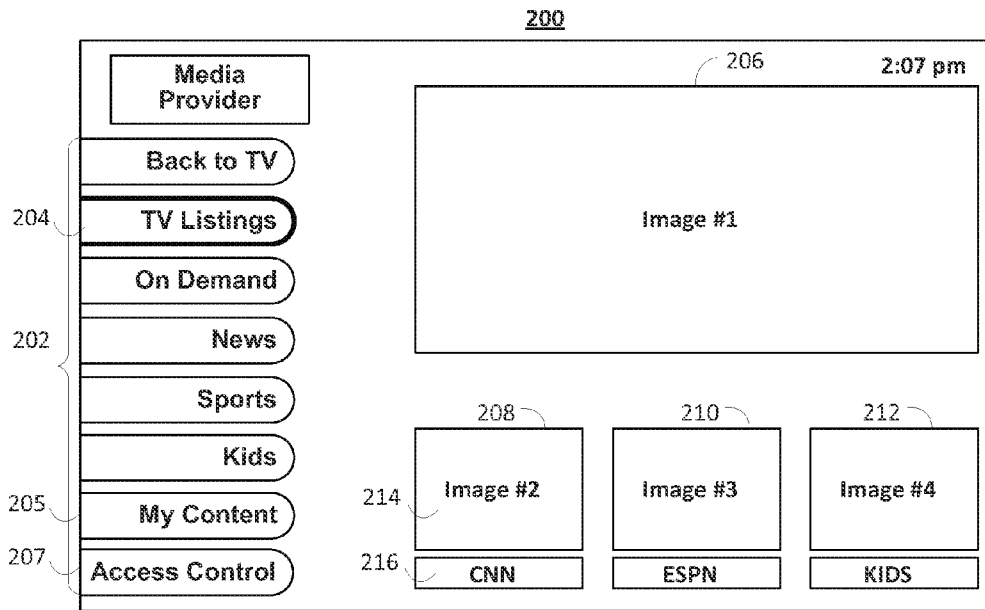 200
Media
Provider
206
2:07 pm
Back to TV
204
TV Listings
Image #1
On Demand
202
News
Sports
208
210
212
Kids
205
My Content
214
Image #2
Image #3
Image #4
207
Access Control
216
CNN
ESPN
KIDS